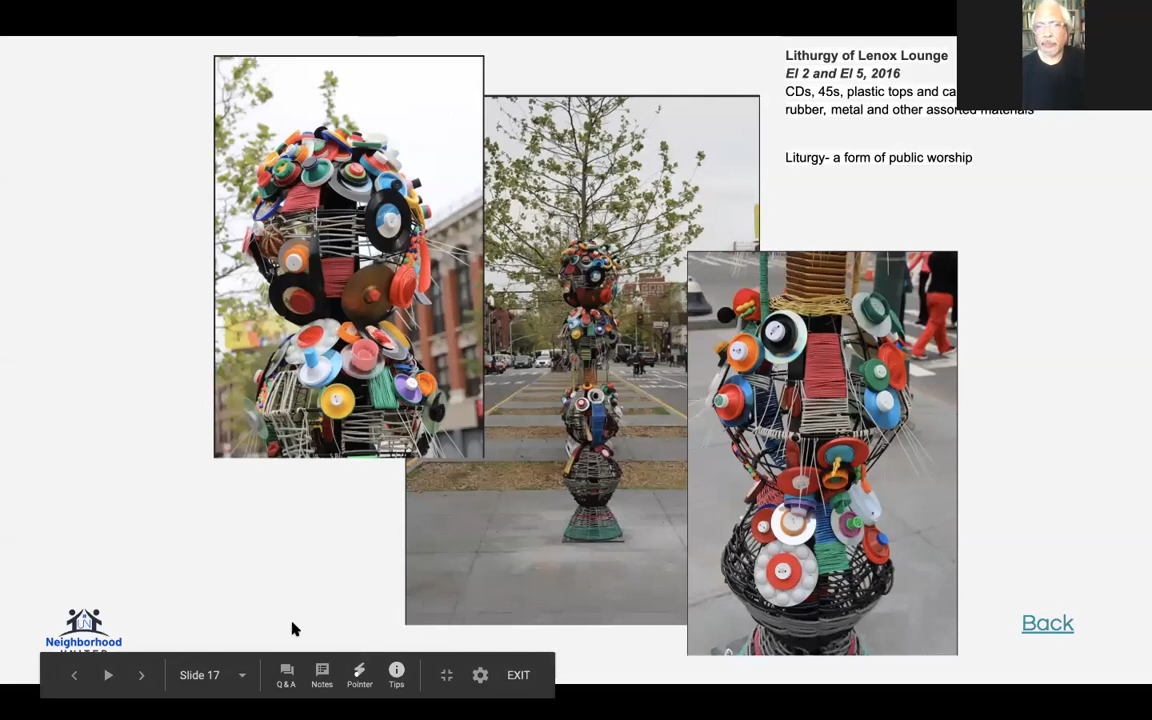 Lithurgy of Lenox Lounge
El 2 and El 5, 2016
CDs, 45s, plastic tops and
rubber, metal and other assorted materials
Liturgy- a form of public worship
Back
UN
Neighborhood
Slide 17
Q & A
Notes
Pointer
Tips
EXIT